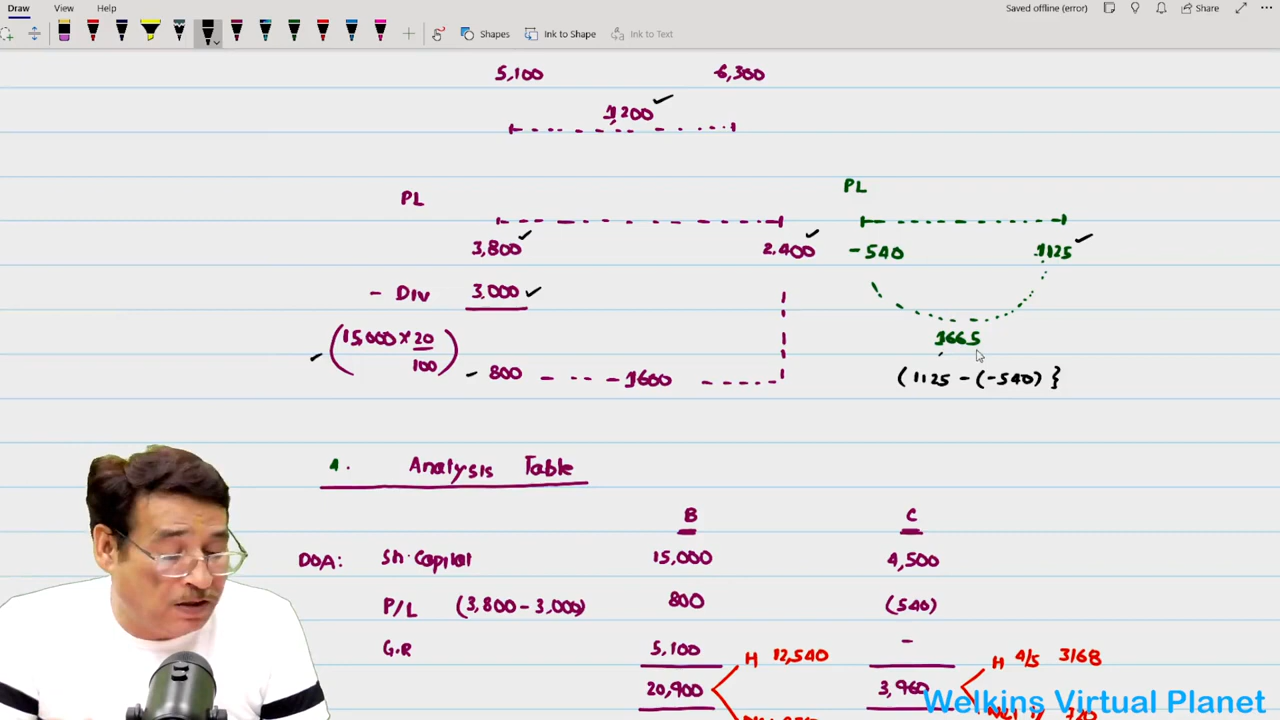 Draw View Help Saved offline (error) Share
Shapes Ink to Shape Ink to Text
5,100 6,300
1,200
PL PL
3,800 2,400 -540 1125
- Div 3,000
1665
(15,000 × 20/100) 800 - 1600 (1125 - (-540) }
1. Analysis Table
B C
DOA: Sh. Capital 15,000 4,500
P/L (3,800 - 3,000) 800 (540)
G.R 5,100 -
H 12,540 H 4/5 3168
20,900 3,960
Welkins Virtual Planet